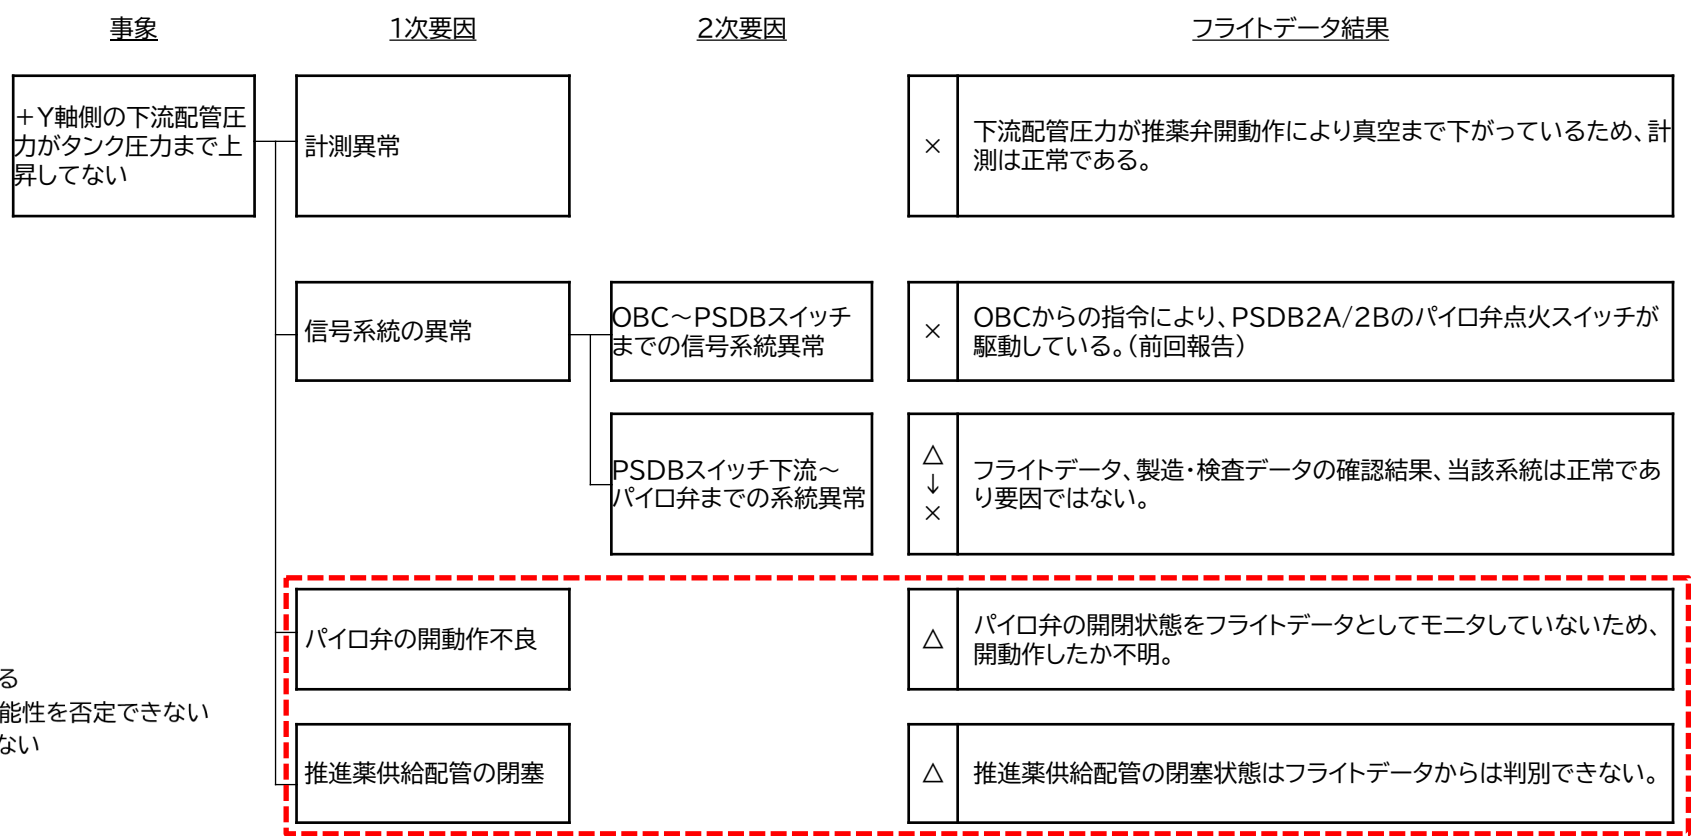 事象
1次要因
2次要因
フライトデータ結果
＋Y軸側の下流配管圧
力がタンク圧力まで上
昇してない
計測異常
×
下流配管圧力が推薬弁開動作により真空まで下がっているため、計
測は正常である。
信号系統の異常
OBC～PSDBスイッチ
までの信号系統異常
×
OBCからの指令により、PSDB2A/2Bのパイロ弁点火スイッチが
駆動している。(前回報告)
PSDBスイッチ下流～
パイロ弁までの系統異常
△
↓
×
フライトデータ、製造・検査データの確認結果、当該系統は正常であ
り要因ではない。
パイロ弁の開動作不良
△
パイロ弁の開閉状態をフライトデータとしてモニタしていないため、
開動作したか不明。
る
能性を否定できない
ない
推進薬供給配管の閉塞
△
推進薬供給配管の閉塞状態はフライトデータからは判別できない。